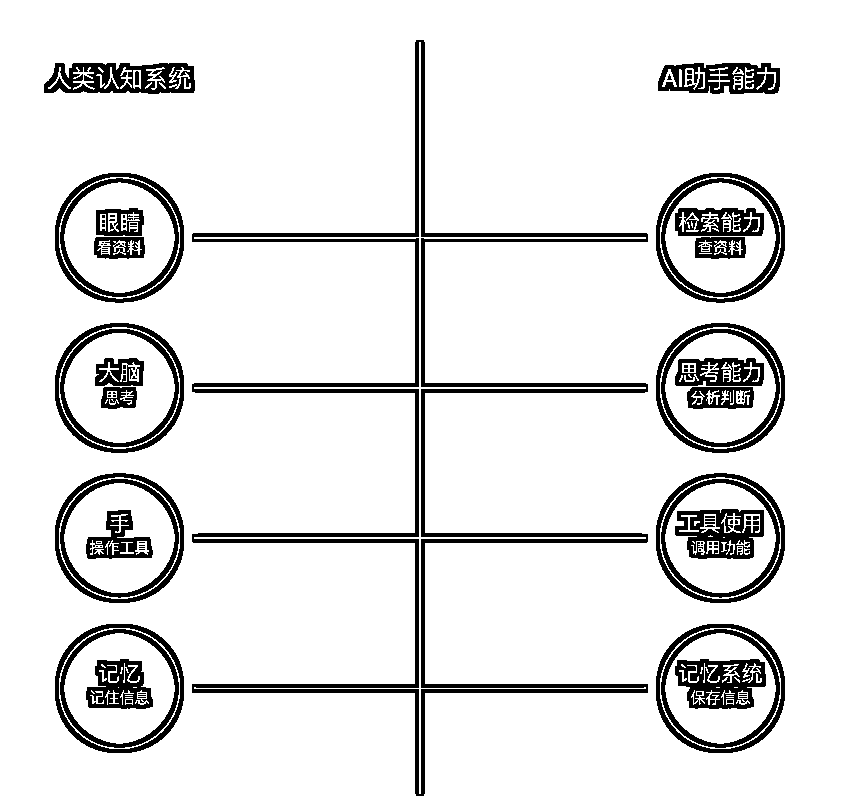 人类认知系统
AI助手能力
眼睛
看资料
检索能力
查资料
大脑
思考
思考能力
分析判断
手
操作工具
工具使用
调用功能
记忆
记住信息
记忆系统
保存信息